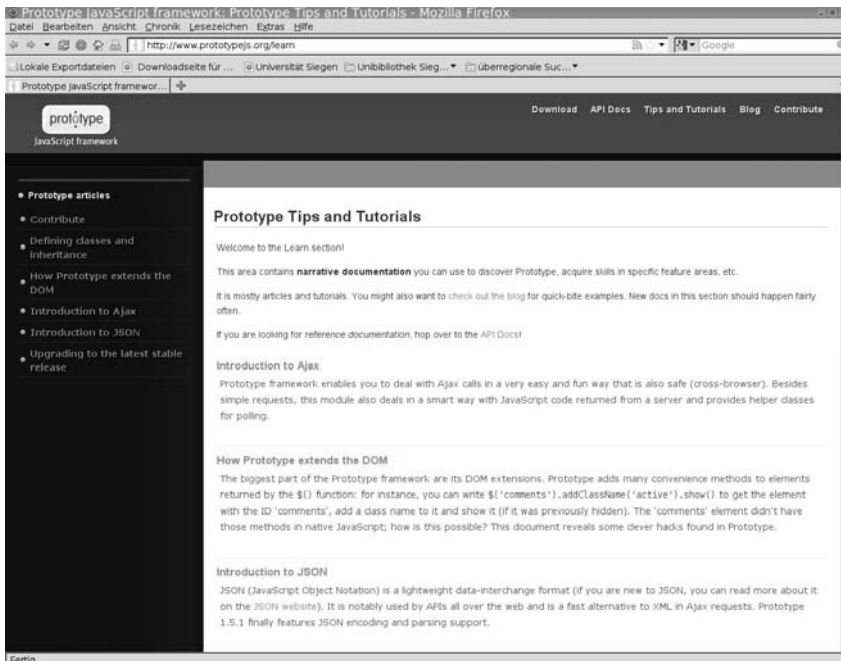 Prototype JavaScript framework: Prototype Tips and Tutorials - Mozilla Firefox
Datei Bearbeiten Ansicht Chronik Lesezeichen Extras Hilfe
http://www.prototypejs.org/learn
Google
Lokale Exportdateien Downloadseite für ... Universität Siegen Unibibliothek Sieg... überregionale Suc...
Prototype JavaScript framewor...
prototype
JavaScript framework
Download API Docs Tips and Tutorials Blog Contribute
Prototype articles
Contribute
Defining classes and
inheritance
How Prototype extends the
DOM
Introduction to Ajax
Introduction to JSON
Upgrading to the latest stable
release
Prototype Tips and Tutorials
Welcome to the Learn section!
This area contains narrative documentation you can use to discover Prototype, acquire skills in specific feature areas, etc.
It is mostly articles and tutorials. You might also want to check out the blog for quick-bite examples. New docs in this section should happen fairly
often.
If you are looking for reference documentation, hop over to the API Docs!
Introduction to Ajax
Prototype framework enables you to deal with Ajax calls in a very easy and fun way that is also safe (cross-browser). Besides
simple requests, this module also deals in a smart way with JavaScript code returned from a server and provides helper classes
for polling.
How Prototype extends the DOM
The biggest part of the Prototype framework are its DOM extensions. Prototype adds many convenience methods to elements
returned by the $() function: for instance, you can write $('comments').addClassName('active').show() to get the element
with the ID 'comments', add a class name to it and show it (if it was previously hidden). The 'comments' element didn't have
those methods in native JavaScript; how is this possible? This document reveals some clever hacks found in Prototype.
Introduction to JSON
JSON (JavaScript Object Notation) is a lightweight data-interchange format (if you are new to JSON, you can read more about it
on the JSON website). It is notably used by APIs all over the web and is a fast alternative to XML in Ajax requests. Prototype
1.5.1 finally features JSON encoding and parsing support.
Fertig